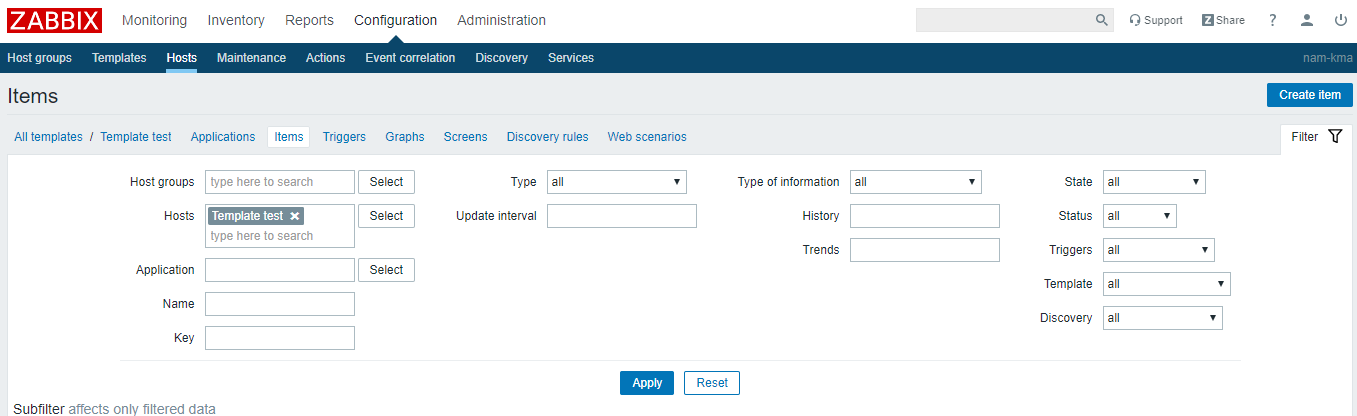 ZABBIX Monitoring Inventory Reports Configuration Administration Z Support Z Share ?
Host groups Templates Hosts Maintenance Actions Event correlation Discovery Services nam-kma
Items Create item
All templates / Template test Applications Items Triggers Graphs Screens Discovery rules Web scenarios Filter
Host groups type here to search Select Type all Type of information all State all
Hosts Template test × Select Update interval History Status all
type here to search
Trends Triggers all
Application Select
Template all
Name
Discovery all
Key
Apply Reset
Subfilter affects only filtered data